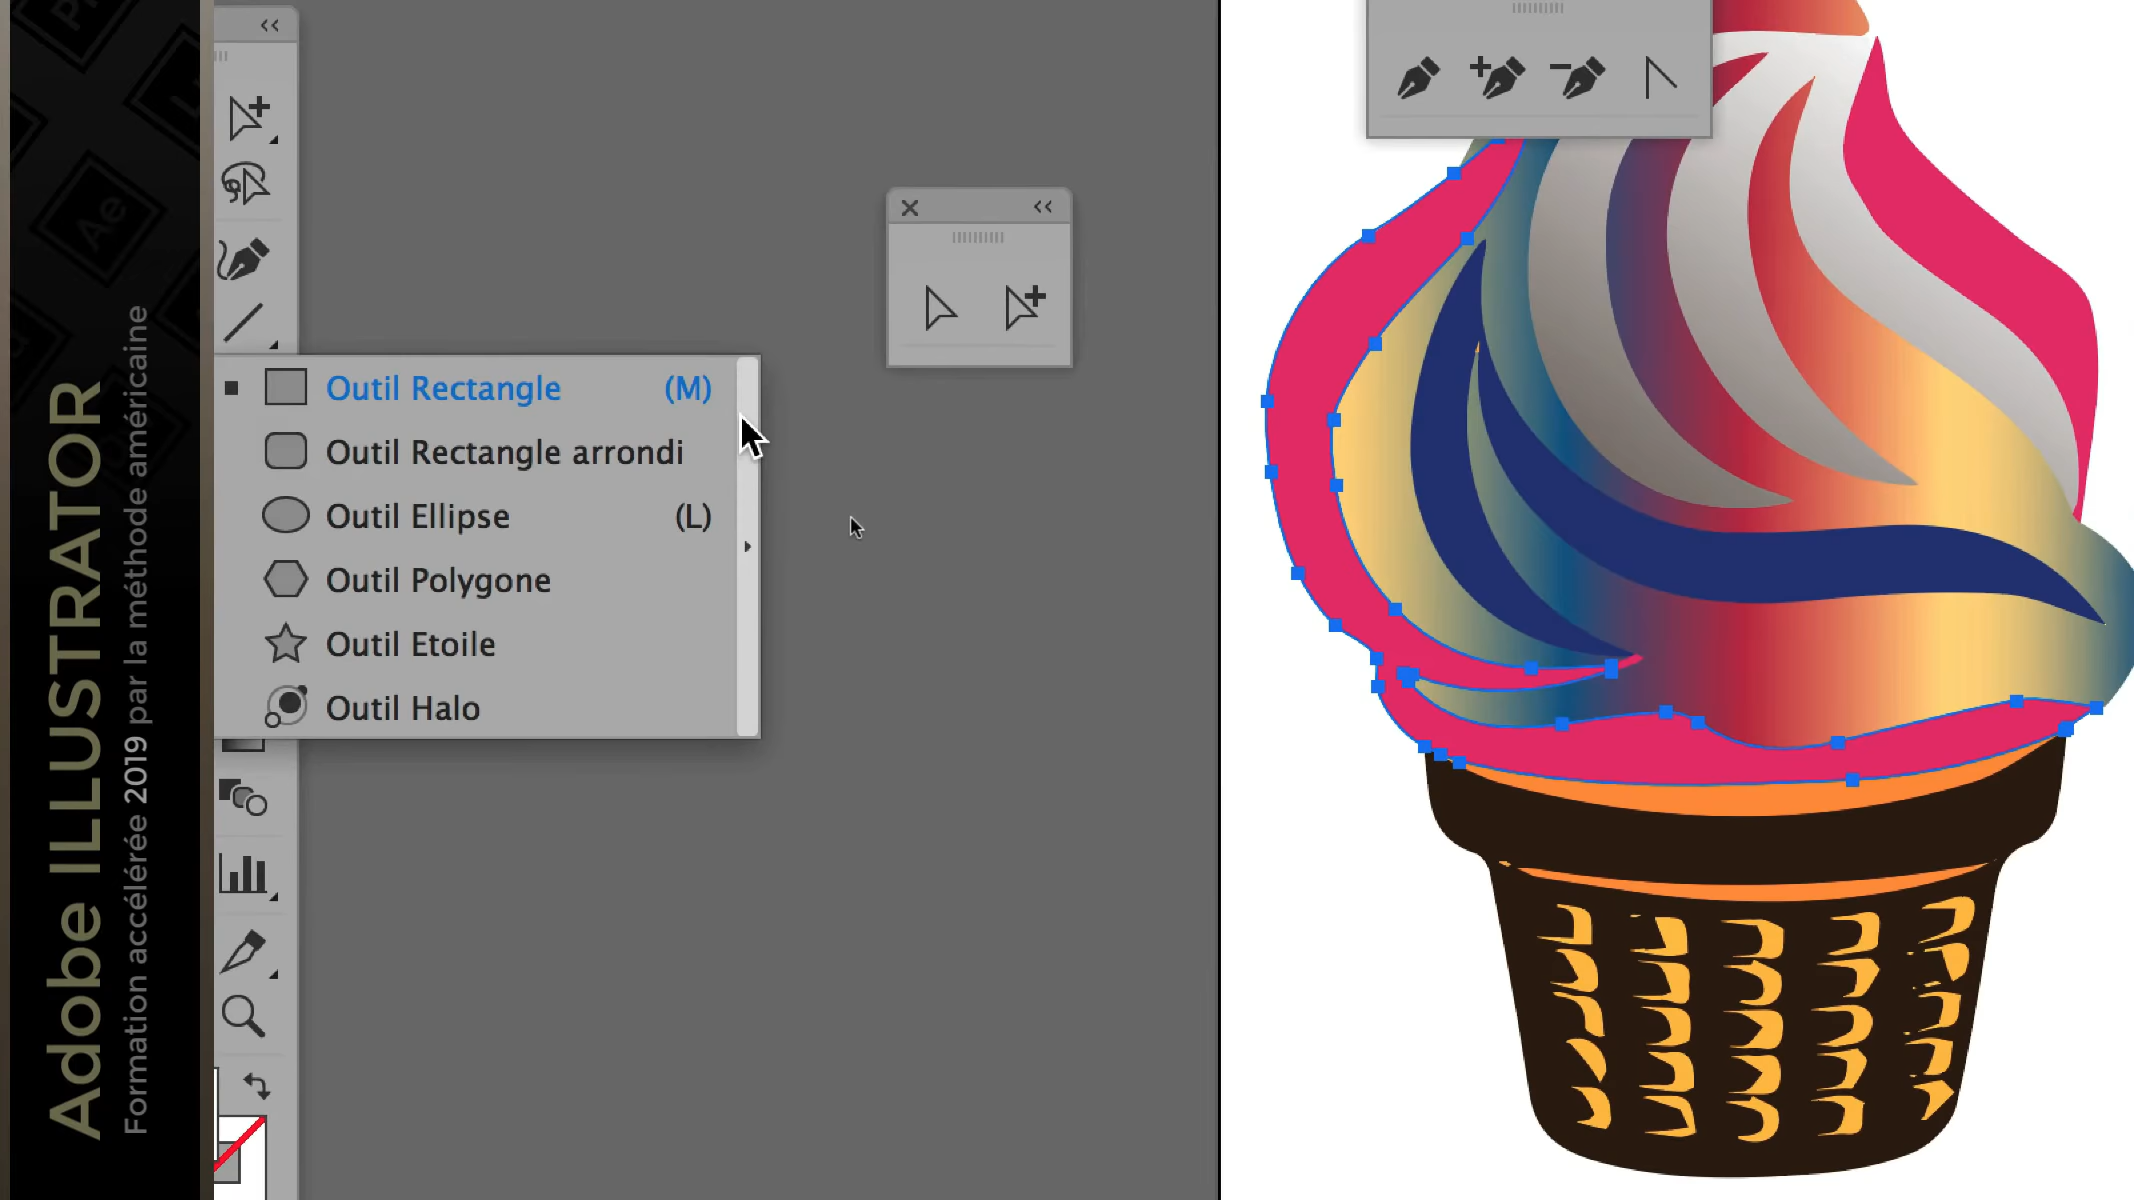 Adobe ILLUSTRATOR
Formation accélérée 2019 par la méthode américaine
Ae
Outil Rectangle (M)
Outil Rectangle arrondi
Outil Ellipse (L)
Outil Polygone
Outil Etoile
Outil Halo